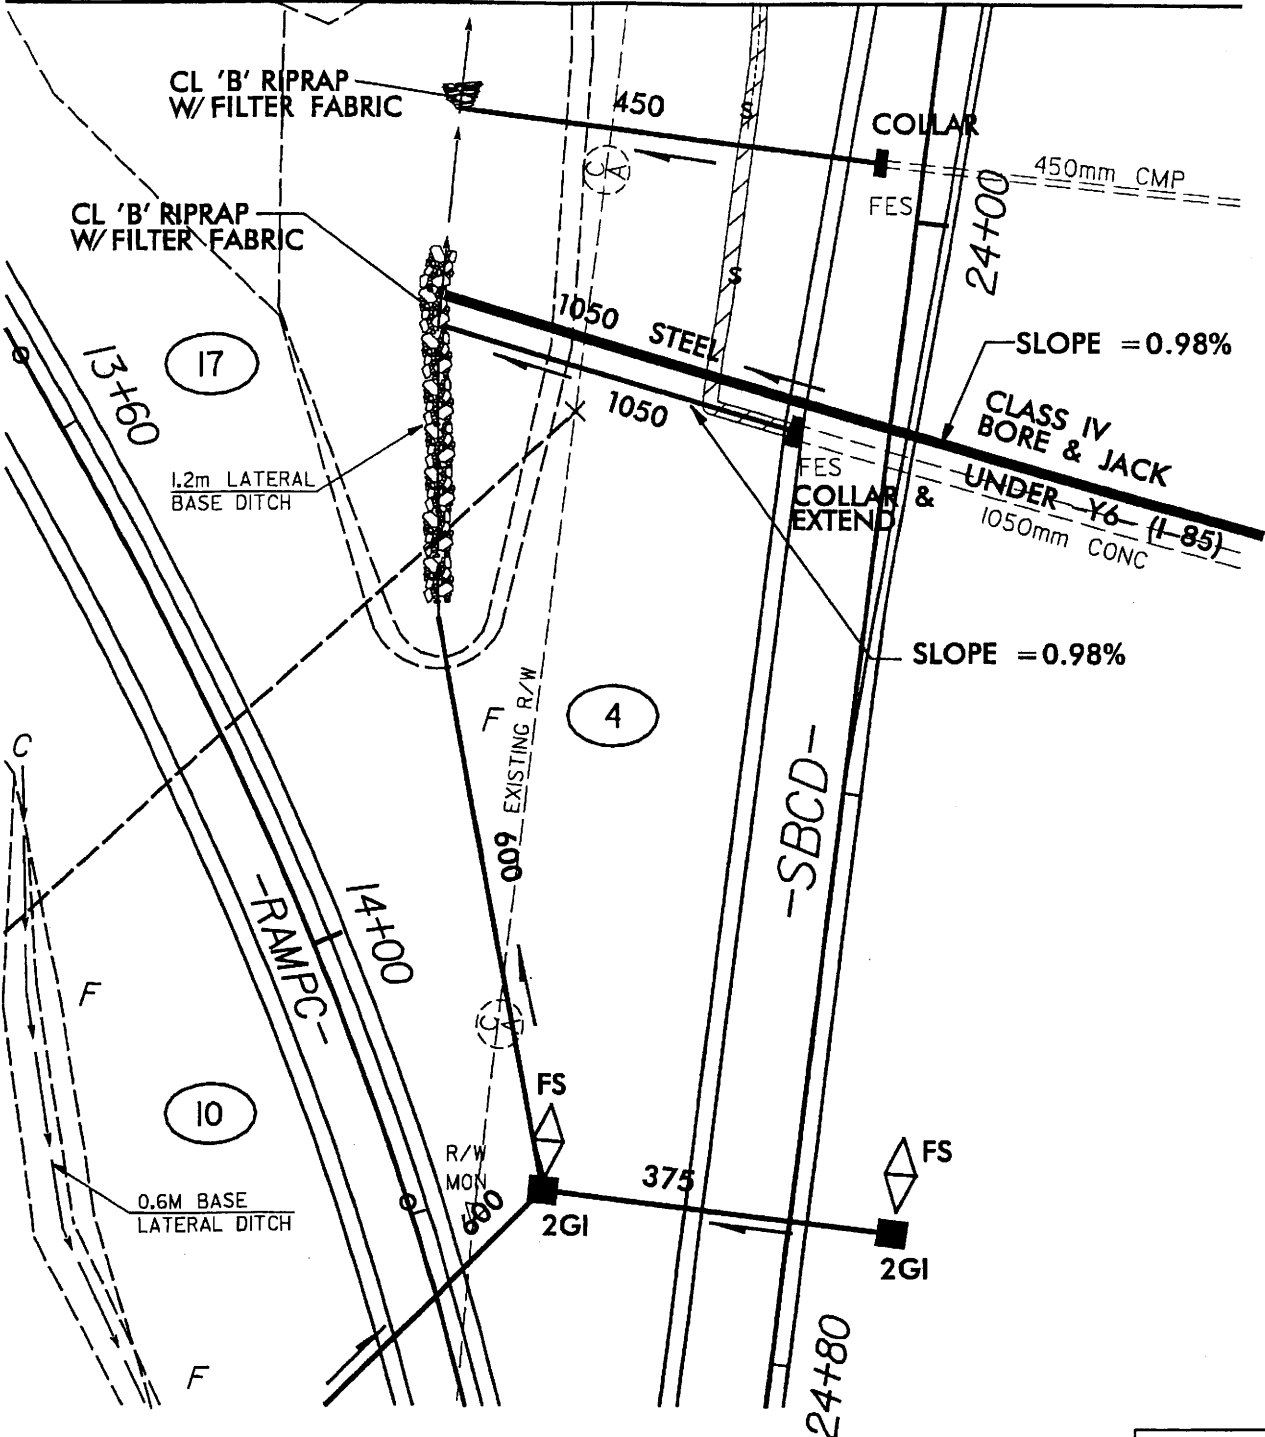 CL 'B' RIPRAP
W/ FILTER FABRIC
450
COLLAR
S
C
A
450mm CMP
FES
24+00
CL 'B' RIPRAP
W/ FILTER FABRIC
S
1050 STEEL
SLOPE = 0.98%
17
13+60
1050
CLASS IV
BORE & JACK
UNDER -Y6- (I-85)
1050mm CONC
FES
COLLAR &
EXTEND
1.2m LATERAL
BASE DITCH
SLOPE = 0.98%
F
EXISTING R/W
4
C
-SBCD-
600
-RAMPC-
14+00
F
C
A
10
FS
FS
R/W
MON
375
0.6M BASE
LATERAL DITCH
600
2GI
2GI
F
24+80